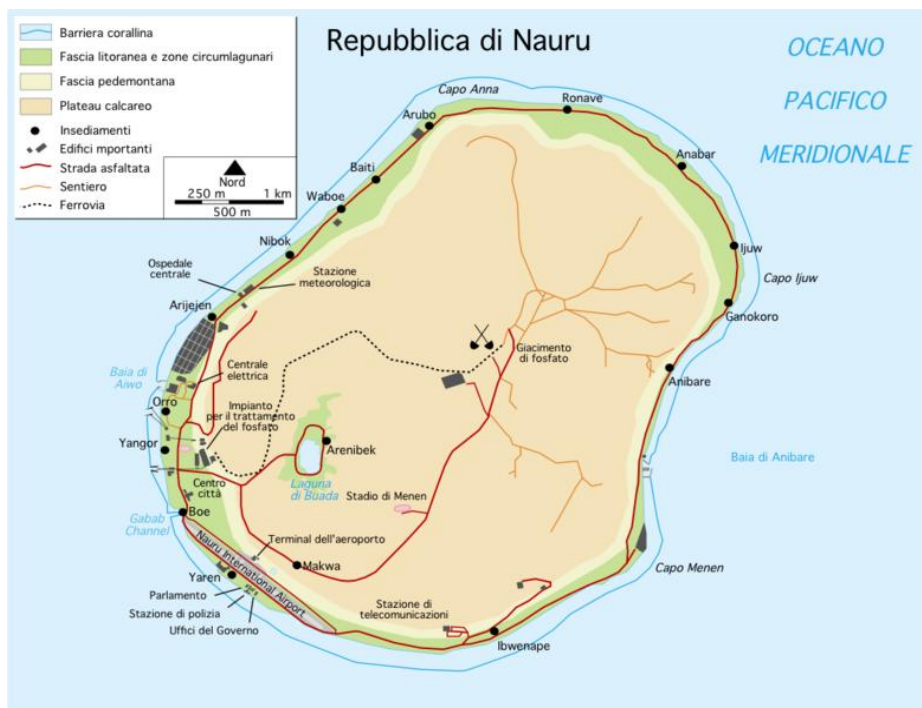 Barriera corallina
Fascia litoranea e zone circumlagunari
Fascia pedemontana
Plateau calcareo
Insediamenti
Edifici mportanti
Strada asfaltata
Sentiero
Ferrovia
Nord
250 m 1 km
500 m
Repubblica di Nauru
OCEANO
PACIFICO
MERIDIONALE
Capo Anna
Ronave
Arubo
Anabar
Baiti
Waboe
Ijuw
Nibok
Capo Ijuw
Ospedale
centrale
Stazione
meteorologica
Ganokoro
Arijejen
Giacimento
di fosfato
Anibare
Baia di
Aiwo
Centrale
elettrica
Orro
Impianto
per il trattamento
del fosfato
Yangor
Arenibek
Baia di Anibare
Laguna
di Buada
Centro
città
Stadio di Menen
Boe
Gabab
Channel
Nauru International Airport
Terminal dell'aeroporto
Makwa
Capo Menen
Yaren
Parlamento
Stazione di polizia
Uffici del Governo
Stazione di
telecomunicazioni
Ibwenape